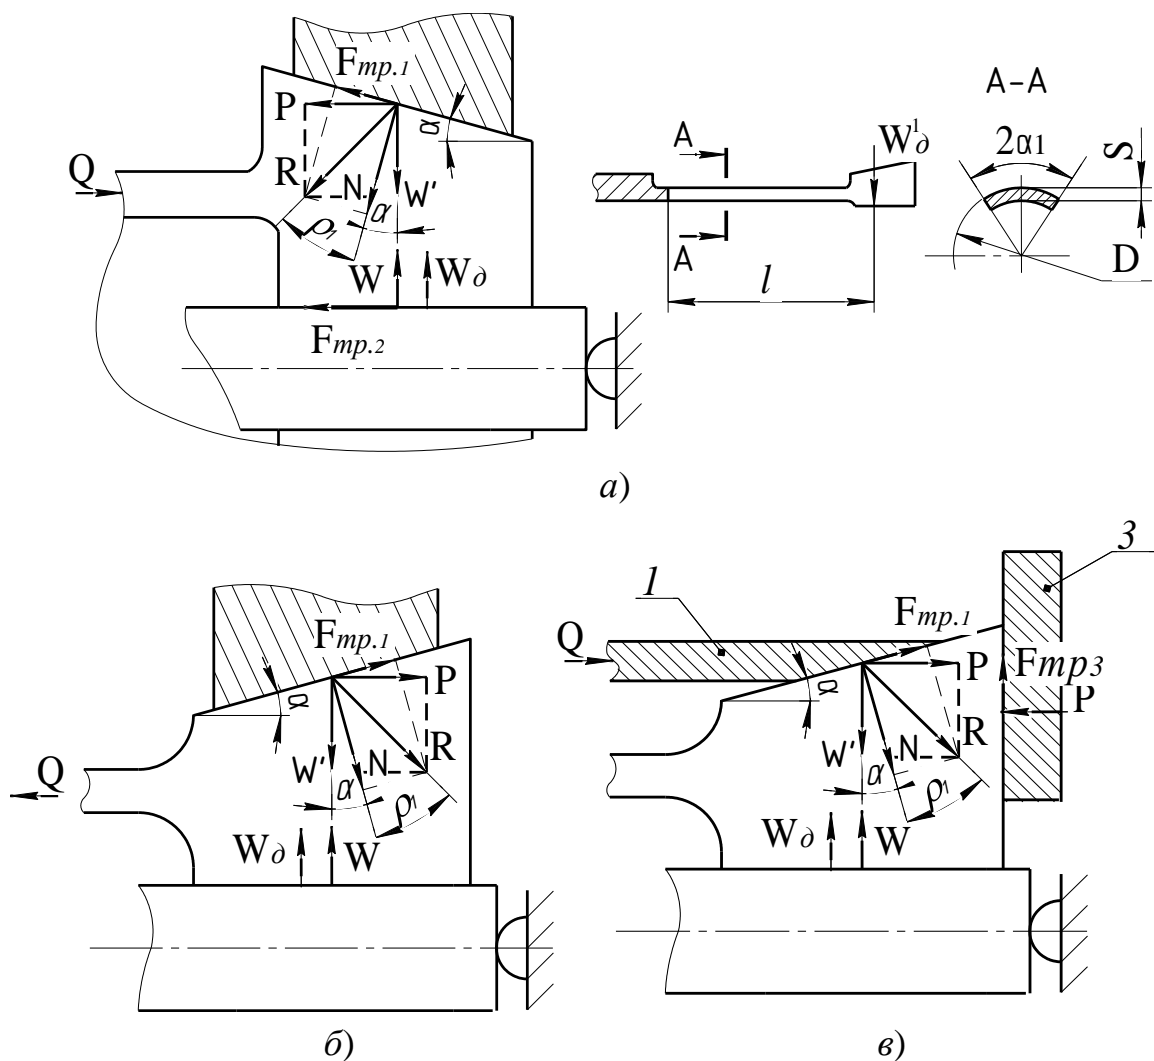 Fтр.1
P
α
Q
R
N
W'
α
ρ1
W
Wд
Fтр.2
A
A
W¹д
l
A-A
2α1
S
D
а)
Fтр.1
α
P
Q
W'
N
R
α
ρ1
Wд
W
б)
1
3
Fтр.1
Q
α
P
Fтр3
P
R
W'
N
α
ρ1
Wд
W
в)